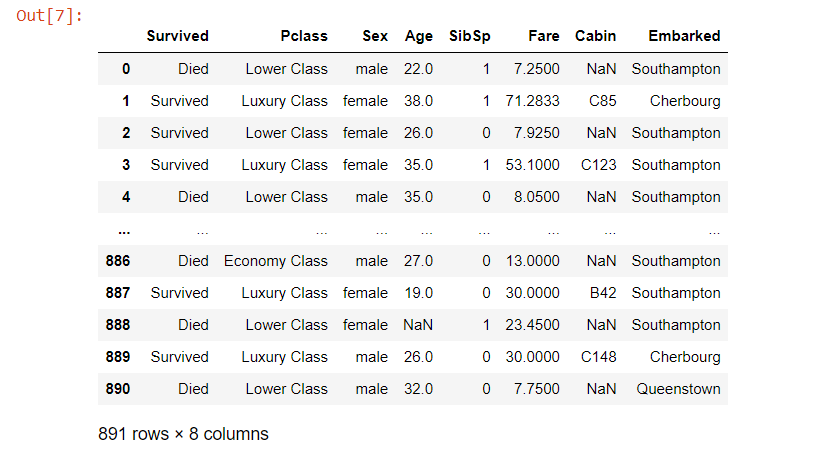 Out[7]:
Survived Pclass Sex Age SibSp Fare Cabin Embarked
0 Died Lower Class male 22.0 1 7.2500 NaN Southampton
1 Survived Luxury Class female 38.0 1 71.2833 C85 Cherbourg
2 Survived Lower Class female 26.0 0 7.9250 NaN Southampton
3 Survived Luxury Class female 35.0 1 53.1000 C123 Southampton
4 Died Lower Class male 35.0 0 8.0500 NaN Southampton
... ... ... ... ... ... ... ... ...
886 Died Economy Class male 27.0 0 13.0000 NaN Southampton
887 Survived Luxury Class female 19.0 0 30.0000 B42 Southampton
888 Died Lower Class female NaN 1 23.4500 NaN Southampton
889 Survived Luxury Class male 26.0 0 30.0000 C148 Cherbourg
890 Died Lower Class male 32.0 0 7.7500 NaN Queenstown
891 rows × 8 columns